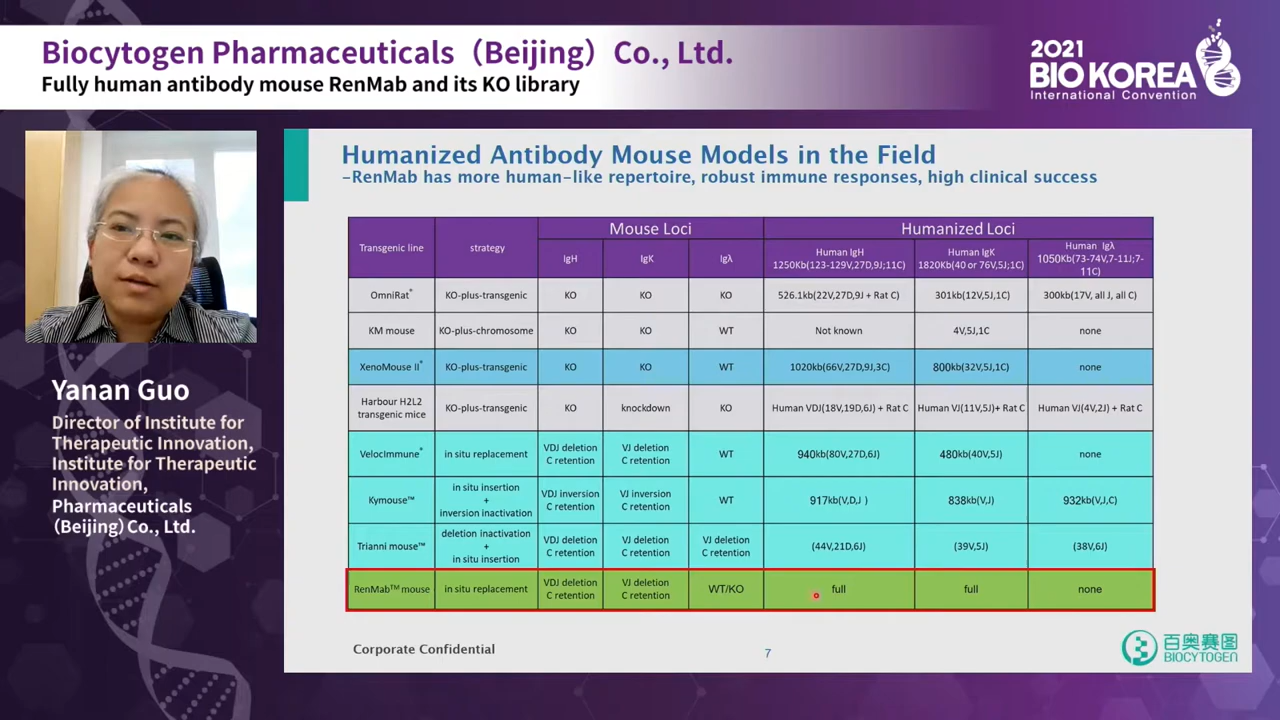 Biocytogen Pharmaceuticals（Beijing）Co., Ltd.
Fully human antibody mouse RenMab and its KO library
2021
BIO KOREA
International Convention
Yanan Guo
Director of Institute for
Therapeutic Innovation,
Institute for Therapeutic
Innovation,
Pharmaceuticals
（Beijing）Co., Ltd.
Humanized Antibody Mouse Models in the Field
-RenMab has more human-like repertoire, robust immune responses, high clinical success
Transgenic line strategy Mouse Loci Humanized Loci
IgH IgK Igλ Human IgH Human IgK Human Igλ
1250Kb(123-129V,27D,9J;11C) 1820Kb(40 or 76V,5J;1C) 1050Kb(73-74V,7-11J;7-
11C)
OmniRat® KO-plus-transgenic KO KO KO 526.1kb(22V,27D,9J + Rat C) 301kb(12V,5J,1C) 300kb(17V, all J, all C)
KM mouse KO-plus-chromosome KO KO WT Not known 4V,5J,1C none
XenoMouse II® KO-plus-transgenic KO KO WT 1020kb(66V,27D,9J,3C) 800kb(32V,5J,1C) none
Harbour H2L2
transgenic mice KO-plus-transgenic KO knockdown KO Human VDJ(18V,19D,6J) + Rat C Human VJ(11V,5J)+ Rat C Human VJ(4V,2J) + Rat C
VelocImmune® in situ replacement VDJ deletion
C retention VJ deletion
C retention WT 940kb(80V,27D,6J) 480kb(40V,5J) none
Kymouse™ in situ insertion
+
inversion inactivation VDJ inversion
C retention VJ inversion
C retention WT 917kb(V,D,J ) 838kb(V,J) 932kb(V,J,C)
Trianni mouse™ deletion inactivation
+
in situ insertion VDJ deletion
C retention VJ deletion
C retention VJ deletion
C retention (44V,21D,6J) (39V,5J) (38V,6J)
RenMab™ mouse in situ replacement VDJ deletion
C retention VJ deletion
C retention WT/KO full full none
Corporate Confidential
7
百奥赛图
BIOCYTOGEN